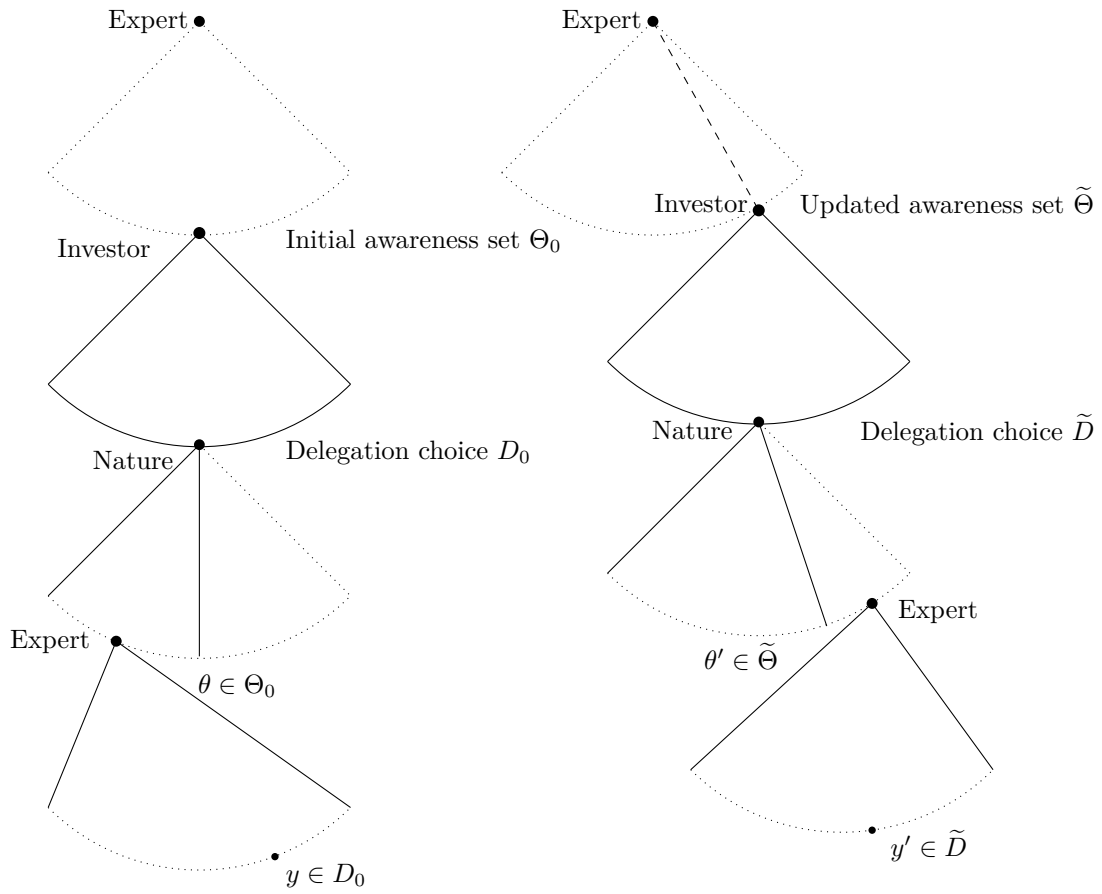 Expert
Investor
Initial awareness set Θ₀
Nature
Delegation choice D₀
Expert
θ ∈ Θ₀
y ∈ D₀
Expert
Investor
Updated awareness set Θ̃
Nature
Delegation choice D̃
Expert
θ′ ∈ Θ̃
y′ ∈ D̃